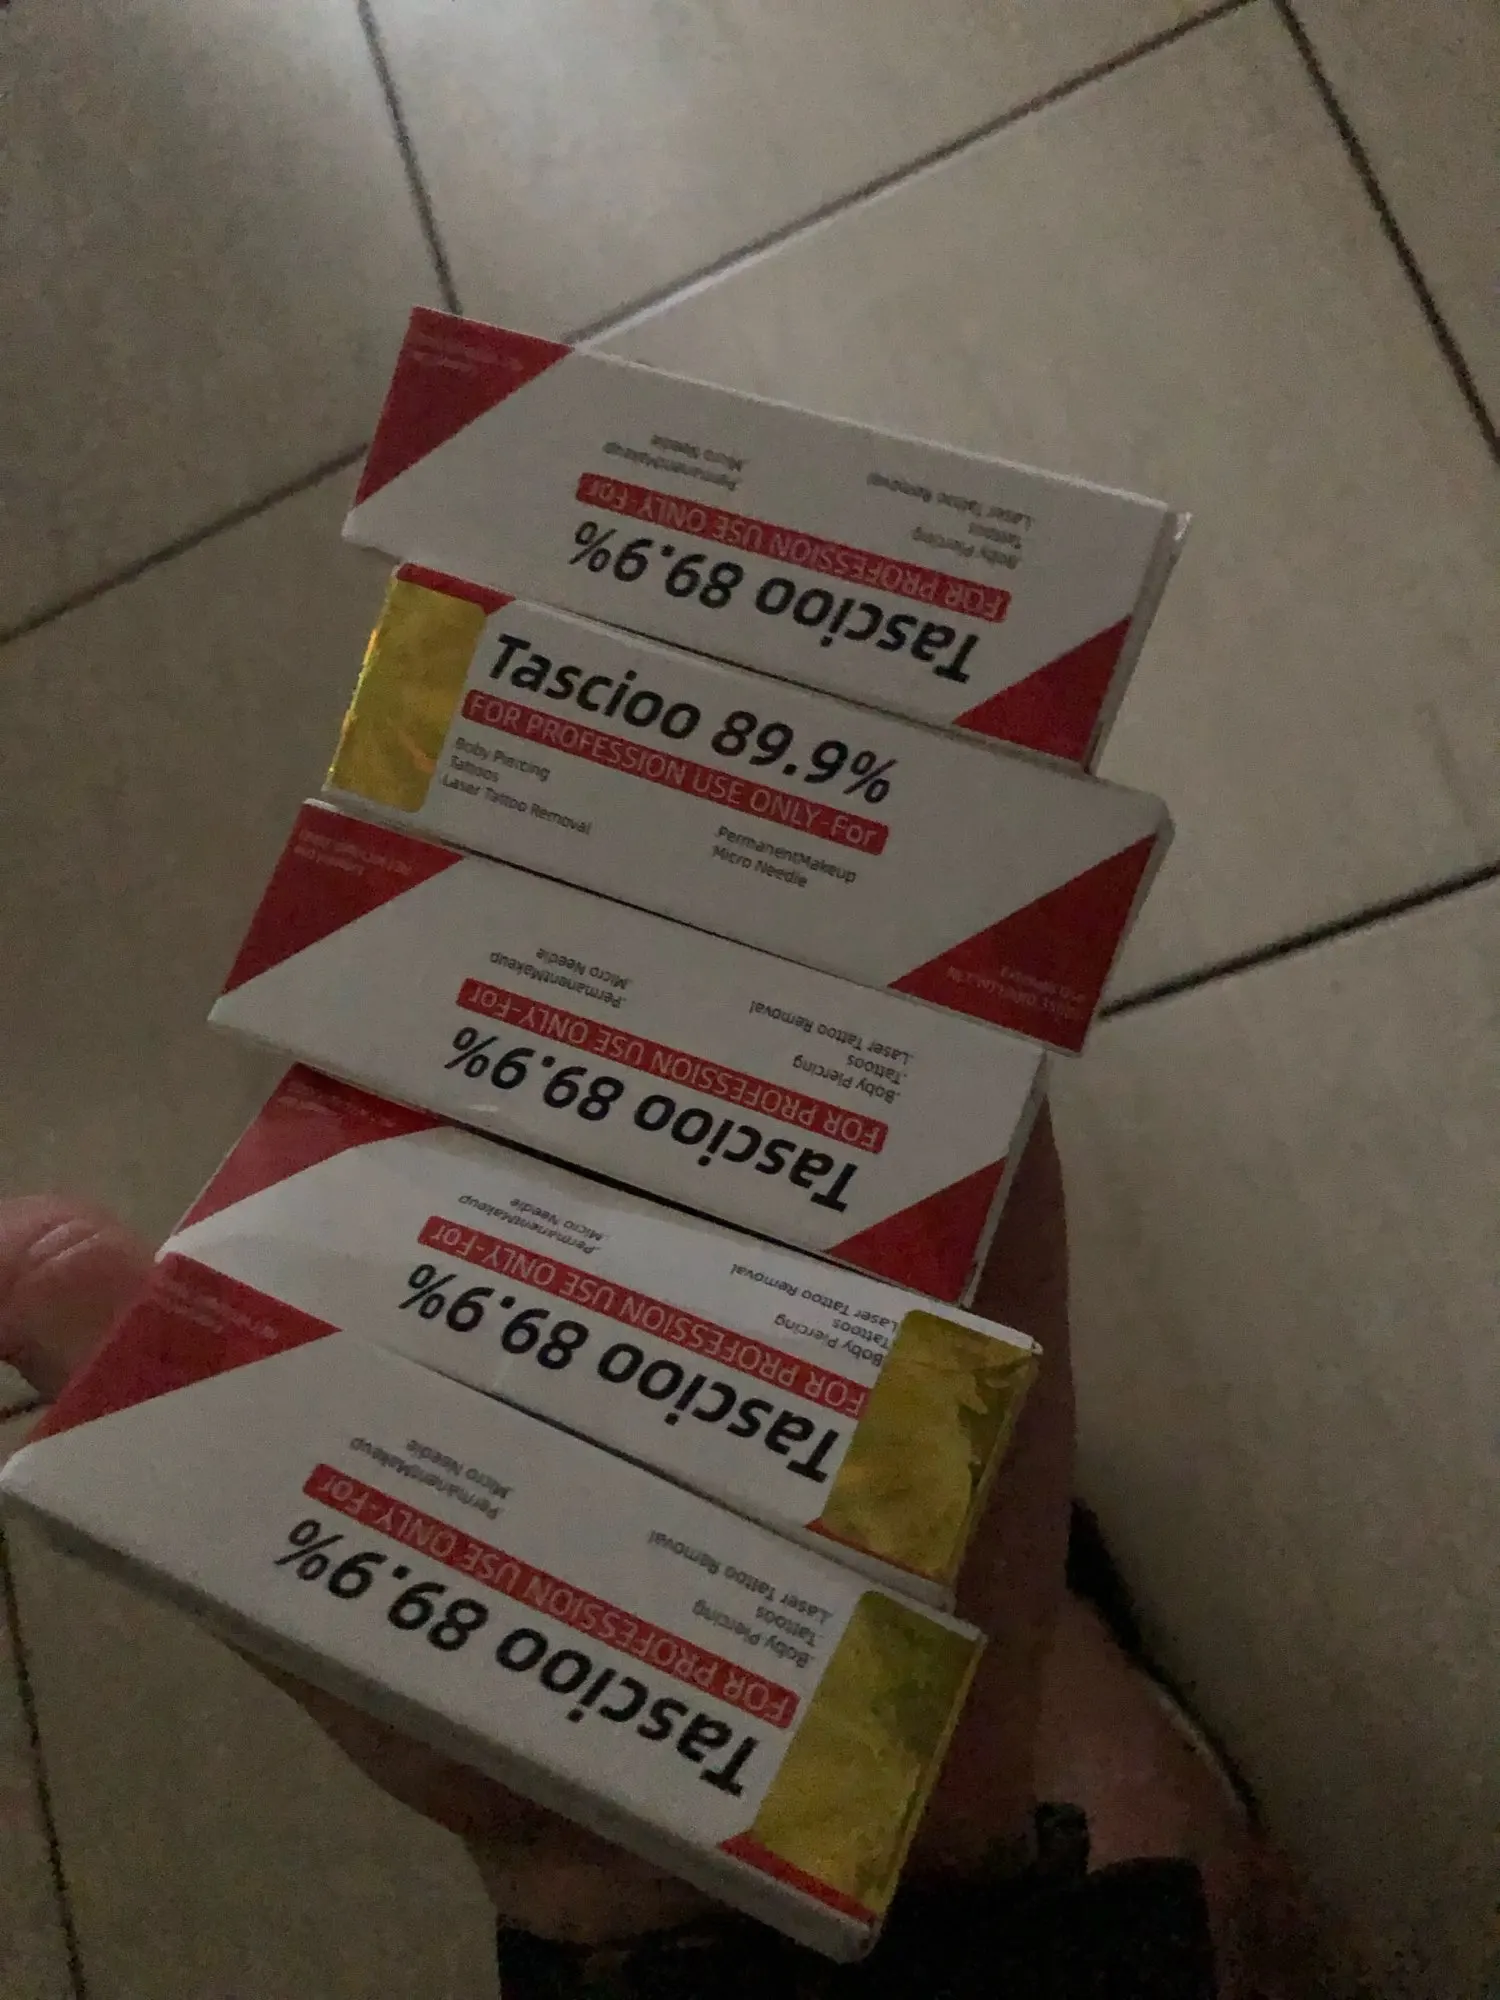 Tascioo 89.9%
FOR PROFESSION USE ONLY-For
Boby Piercing
Tattoos
Laser Tattoo Removal
PermanentMakeup
Micro Needle
Tascioo 89.9%
FOR PROFESSION USE ONLY-For
Boby Piercing
Tattoos
Laser Tattoo Removal
.PermanentMakeup
Micro Needle
Tascioo 89.9%
FOR PROFESSION USE ONLY-For
.Boby Piercing
.Tattoos
.Laser Tattoo Removal
.PermanentMakeup
.Micro Needle
Tascioo 89.9%
FOR PROFESSION USE ONLY-For
Boby Piercing
Tattoos
Laser Tattoo Removal
.PermanentMakeup
.Micro Needle
Tascioo 89.9%
FOR PROFESSION USE ONLY-For
.Boby Piercing
.Tattoos
.Laser Tattoo Removal
PermanentMakeup
Micro Needle